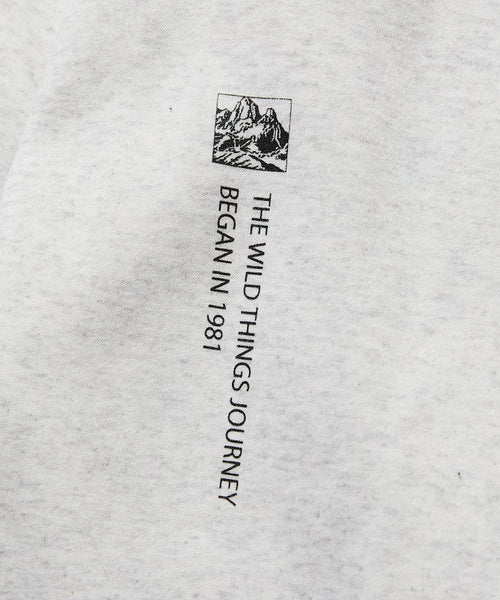 THE WILD THINGS JOURNEY
BEGAN IN 1981